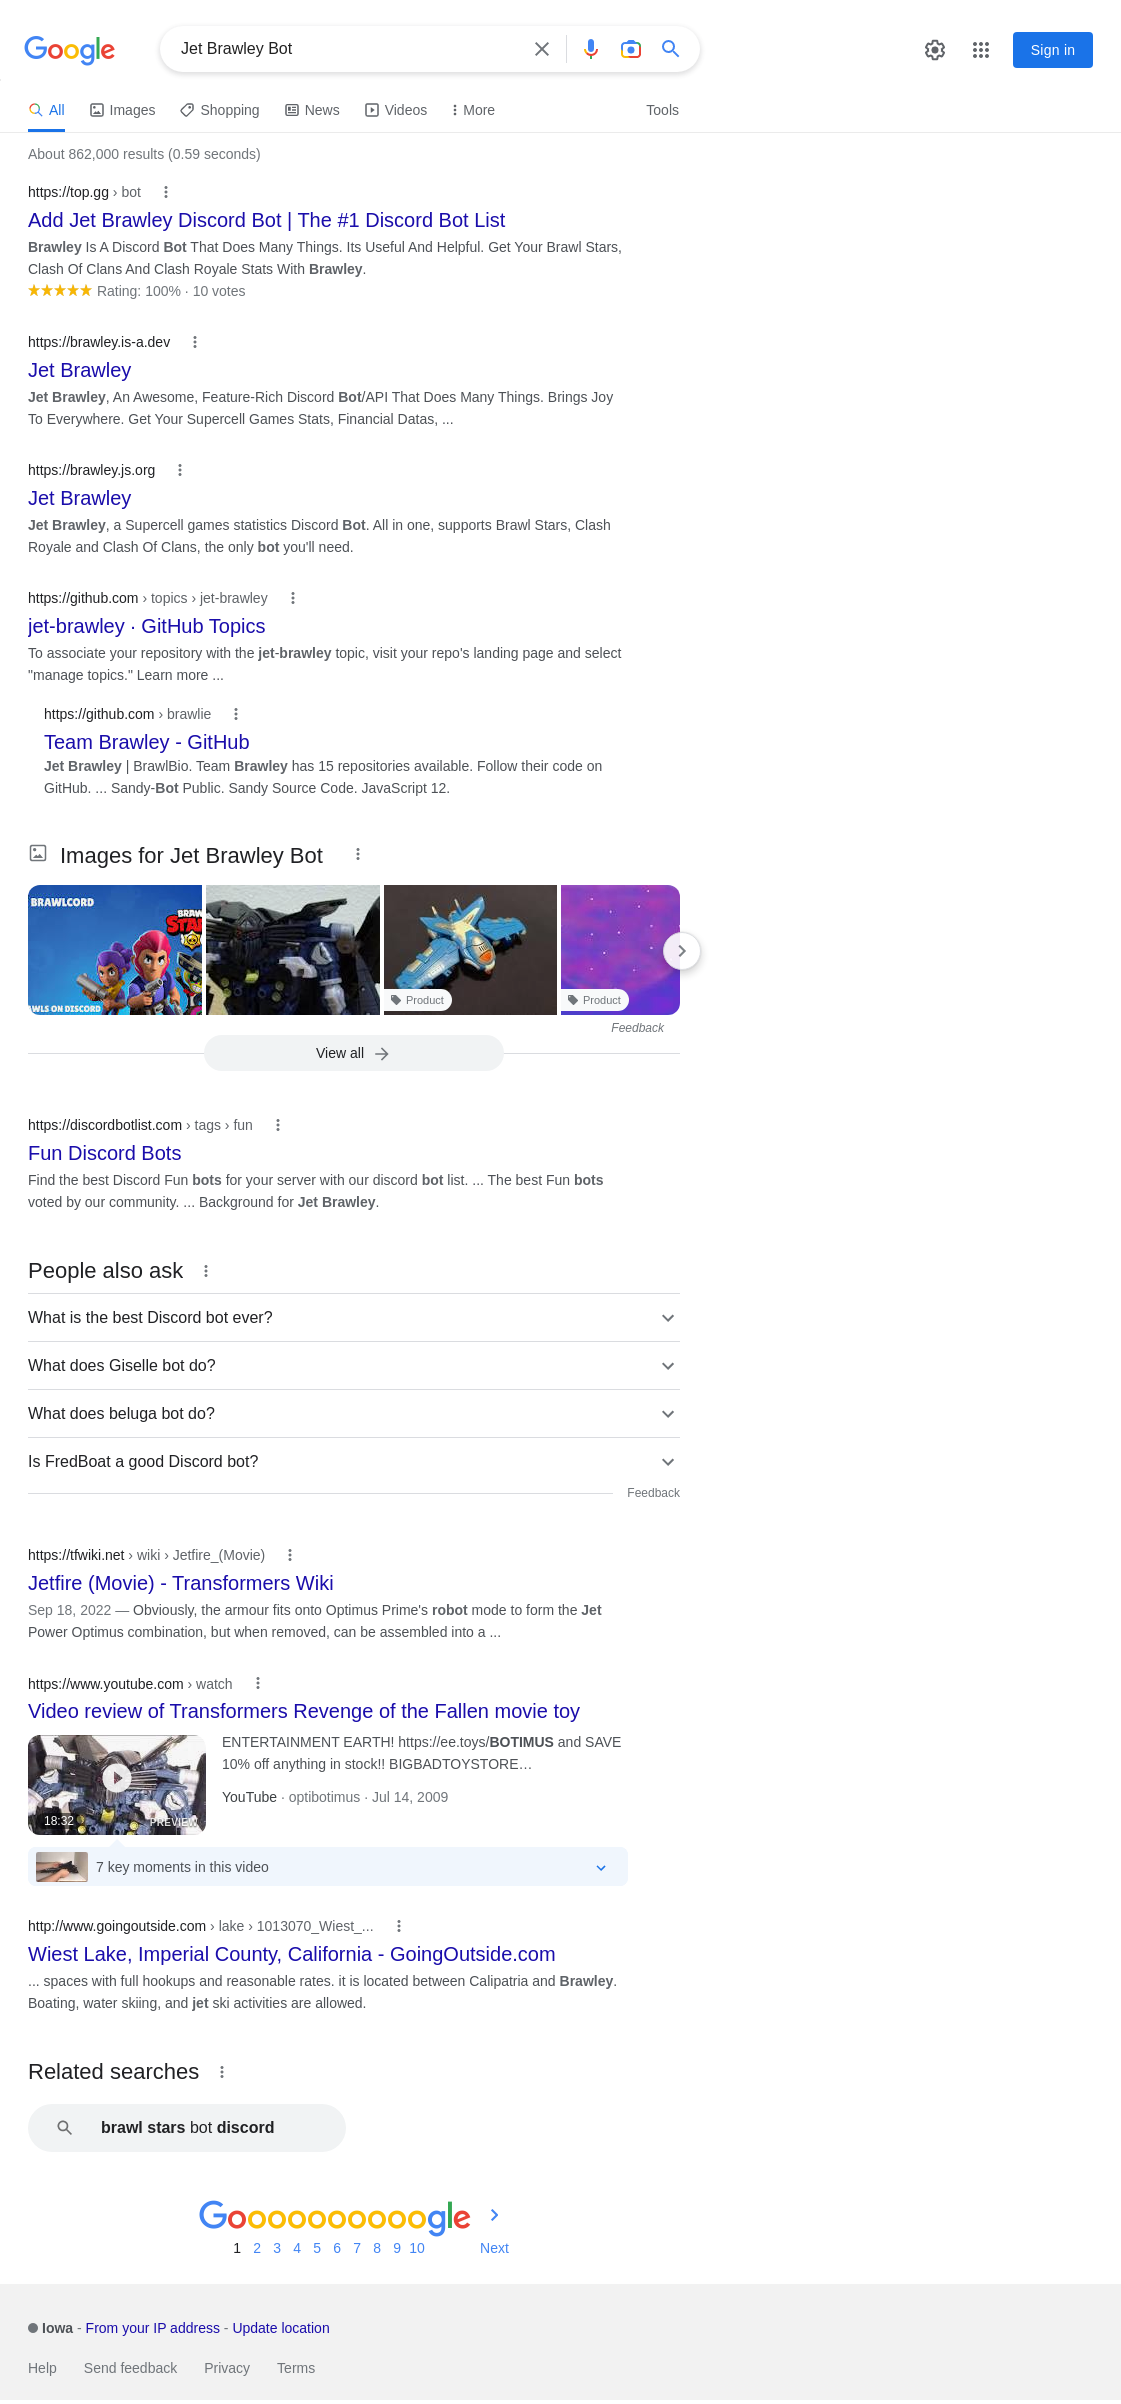 Google
Jet Brawley Bot
Sign in
All
Images
Shopping
News
Videos
More
Tools
About 862,000 results (0.59 seconds)
https://top.gg › bot
Add Jet Brawley Discord Bot | The #1 Discord Bot List
Brawley Is A Discord Bot That Does Many Things. Its Useful And Helpful. Get Your Brawl Stars,
Clash Of Clans And Clash Royale Stats With Brawley.
Rating: 100% · 10 votes
https://brawley.is-a.dev
Jet Brawley
Jet Brawley, An Awesome, Feature-Rich Discord Bot/API That Does Many Things. Brings Joy
To Everywhere. Get Your Supercell Games Stats, Financial Datas, ...
https://brawley.js.org
Jet Brawley
Jet Brawley, a Supercell games statistics Discord Bot. All in one, supports Brawl Stars, Clash
Royale and Clash Of Clans, the only bot you'll need.
https://github.com › topics › jet-brawley
jet-brawley · GitHub Topics
To associate your repository with the jet-brawley topic, visit your repo's landing page and select
"manage topics." Learn more ...
https://github.com › brawlie
Team Brawley - GitHub
Jet Brawley | BrawlBio. Team Brawley has 15 repositories available. Follow their code on
GitHub. ... Sandy-Bot Public. Sandy Source Code. JavaScript 12.
Images for Jet Brawley Bot
BRAWLCORD
AWLS ON DISCORD
Product
Product
Feedback
View all
https://discordbotlist.com › tags › fun
Fun Discord Bots
Find the best Discord Fun bots for your server with our discord bot list. ... The best Fun bots
voted by our community. ... Background for Jet Brawley.
People also ask
What is the best Discord bot ever?
What does Giselle bot do?
What does beluga bot do?
Is FredBoat a good Discord bot?
Feedback
https://tfwiki.net › wiki › Jetfire_(Movie)
Jetfire (Movie) - Transformers Wiki
Sep 18, 2022 — Obviously, the armour fits onto Optimus Prime's robot mode to form the Jet
Power Optimus combination, but when removed, can be assembled into a ...
https://www.youtube.com › watch
Video review of Transformers Revenge of the Fallen movie toy
ENTERTAINMENT EARTH! https://ee.toys/BOTIMUS and SAVE
10% off anything in stock!! BIGBADTOYSTORE…
YouTube · optibotimus · Jul 14, 2009
18:32
PREVIEW
7 key moments in this video
http://www.goingoutside.com › lake › 1013070_Wiest_...
Wiest Lake, Imperial County, California - GoingOutside.com
... spaces with full hookups and reasonable rates. it is located between Calipatria and Brawley.
Boating, water skiing, and jet ski activities are allowed.
Related searches
brawl stars bot discord
Goooooooooogle
1 2 3 4 5 6 7 8 9 10 Next
Iowa - From your IP address - Update location
Help
Send feedback
Privacy
Terms